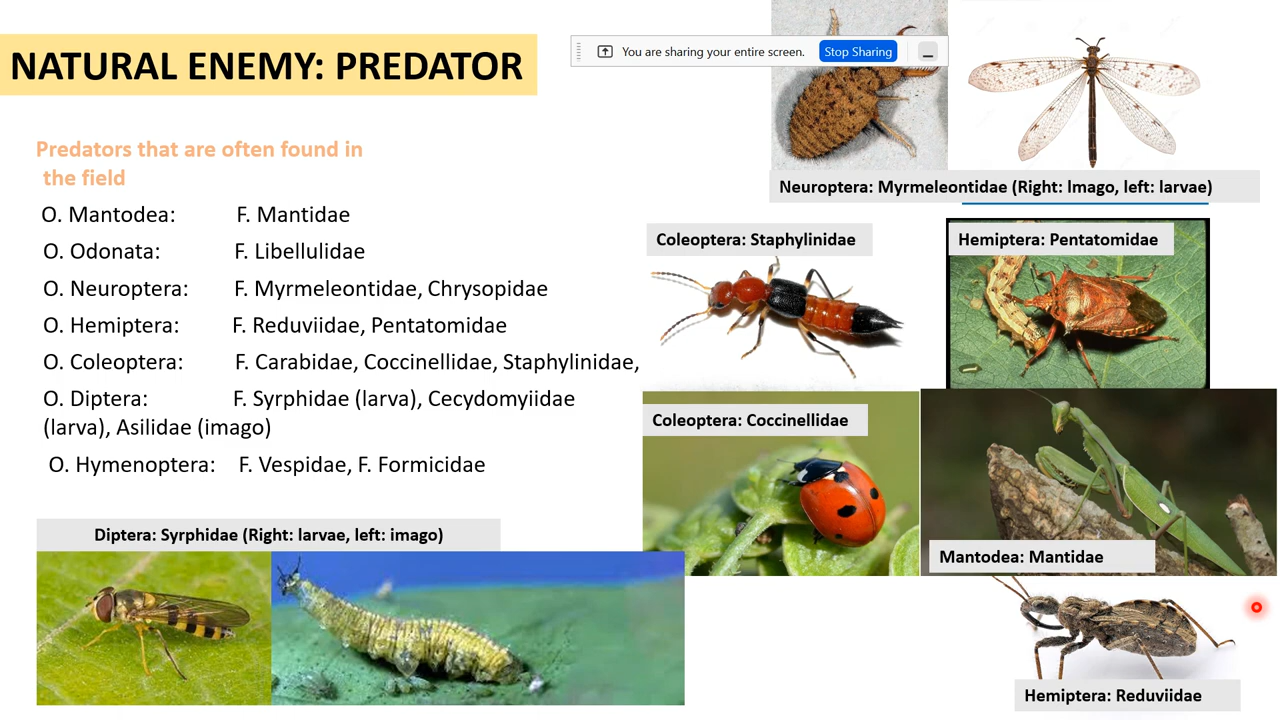 NATURAL ENEMY: PREDATOR
You are sharing your entire screen.
Stop Sharing
Predators that are often found in
the field
O. Mantodea: F. Mantidae
O. Odonata: F. Libellulidae
O. Neuroptera: F. Myrmeleontidae, Chrysopidae
O. Hemiptera: F. Reduviidae, Pentatomidae
O. Coleoptera: F. Carabidae, Coccinellidae, Staphylinidae,
O. Diptera: F. Syrphidae (larva), Cecydomyiidae
(larva), Asilidae (imago)
O. Hymenoptera: F. Vespidae, F. Formicidae
Diptera: Syrphidae (Right: larvae, left: imago)
Neuroptera: Myrmeleontidae (Right: Imago, left: larvae)
Coleoptera: Staphylinidae
Hemiptera: Pentatomidae
Coleoptera: Coccinellidae
Mantodea: Mantidae
Hemiptera: Reduviidae